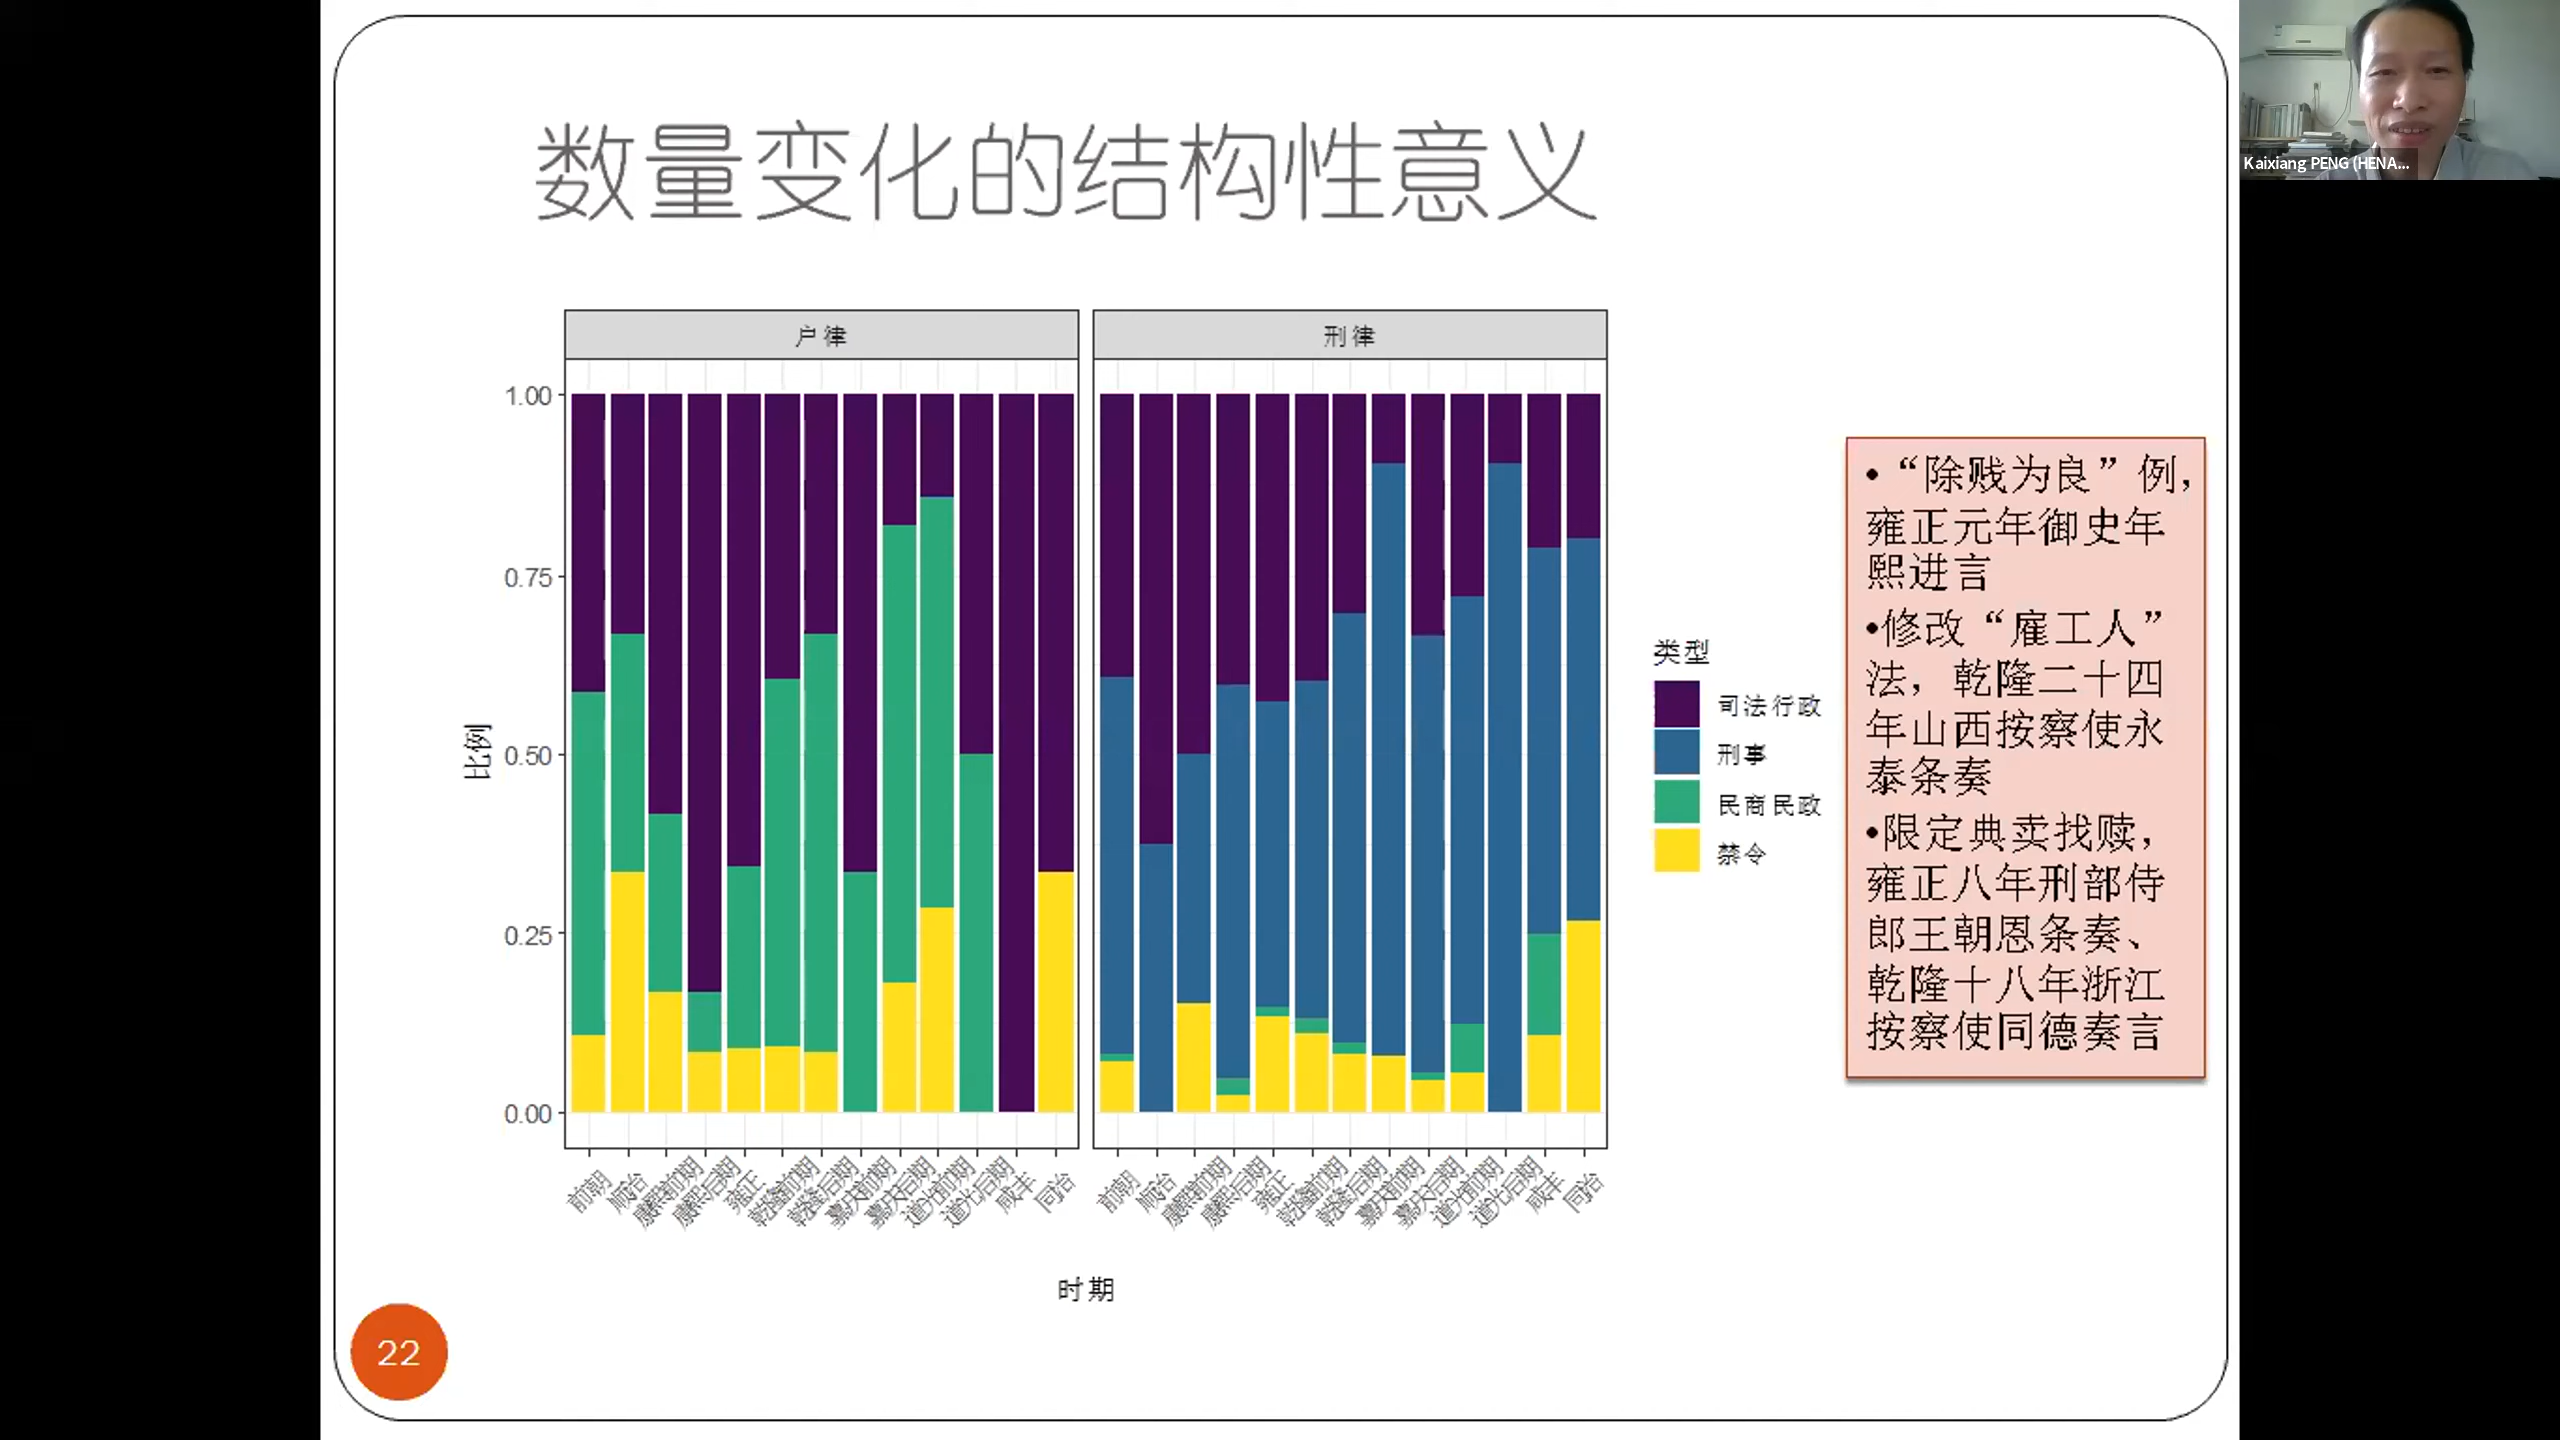 数量变化的结构性意义
Kaixiang PENG (HENA...
户律
刑律
1.00
0.75
0.50
0.25
0.00
比例
前朝
顺治
康熙前期
康熙后期
雍正
乾隆前期
乾隆后期
嘉庆前期
嘉庆后期
道光前期
道光后期
咸丰
同治
前朝
顺治
康熙前期
康熙后期
雍正
乾隆前期
乾隆后期
嘉庆前期
嘉庆后期
道光前期
道光后期
咸丰
同治
时期
类型
司法行政
刑事
民商民政
禁令
•“除贱为良”例，
雍正元年御史年
熙进言
•修改“雇工人”
法，乾隆二十四
年山西按察使永
泰条奏
•限定典卖找赎，
雍正八年刑部侍
郎王朝恩条奏、
乾隆十八年浙江
按察使同德奏言
22